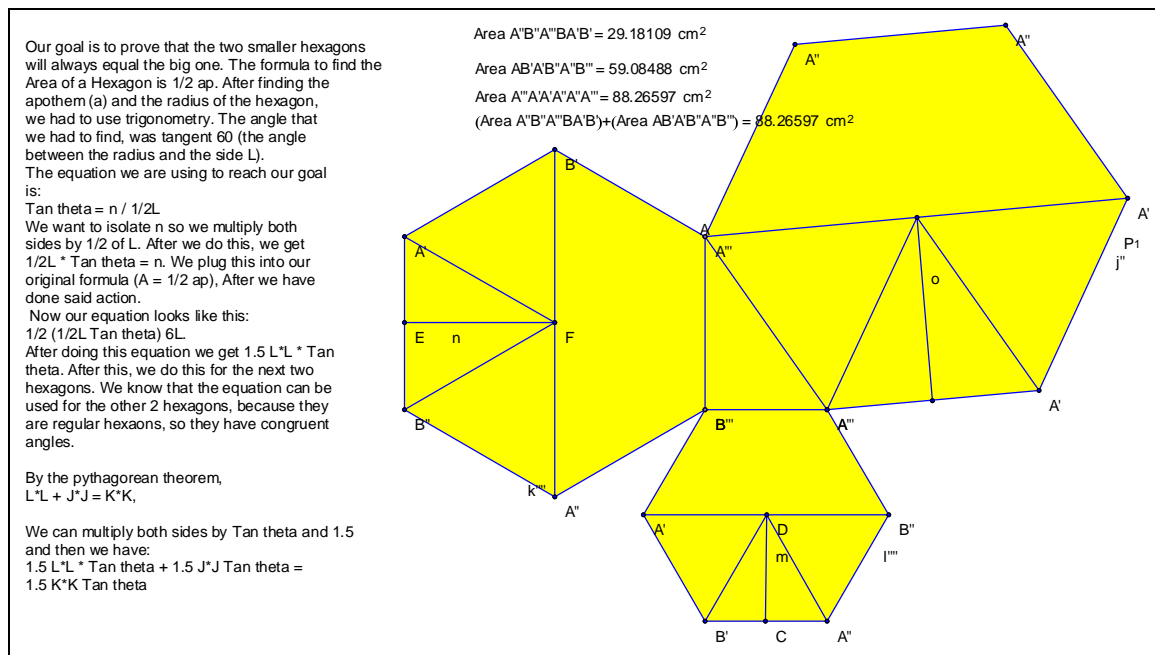 Our goal is to prove that the two smaller hexagons
will always equal the big one. The formula to find the
Area of a Hexagon is 1/2 ap. After finding the
apothem (a) and the radius of the hexagon,
we had to use trigonometry. The angle that
we had to find, was tangent 60 (the angle
between the radius and the side L).
The equation we are using to reach our goal
is:
Tan theta = n / 1/2L
We want to isolate n so we multiply both
sides by 1/2 of L. After we do this, we get
1/2L * Tan theta = n. We plug this into our
original formula (A = 1/2 ap), After we have
done said action.
Now our equation looks like this:
1/2 (1/2L Tan theta) 6L.
After doing this equation we get 1.5 L*L * Tan
theta. After this, we do this for the next two
hexagons. We know that the equation can be
used for the other 2 hexagons, because they
are regular hexaons, so they have congruent
angles.
By the pythagorean theorem,
L*L + J*J = K*K,
We can multiply both sides by Tan theta and 1.5
and then we have:
1.5 L*L * Tan theta + 1.5 J*J Tan theta =
1.5 K*K Tan theta
Area A"B"A'"BA'B' = 29.18109 cm2
Area AB'A'B"A"B'" = 59.08488 cm2
Area A'"A'A'A"A"A'" = 88.26597 cm2
(Area A"B"A'"BA'B')+(Area AB'A'B"A"B'") = 88.26597 cm2
A"
A"
B'
A'
A
A'"
A'
P1
j"
o
E
n
F
A'
B"
B'"
A'"
k""
A"
A'
D
B"
m
l""
B'
C
A"